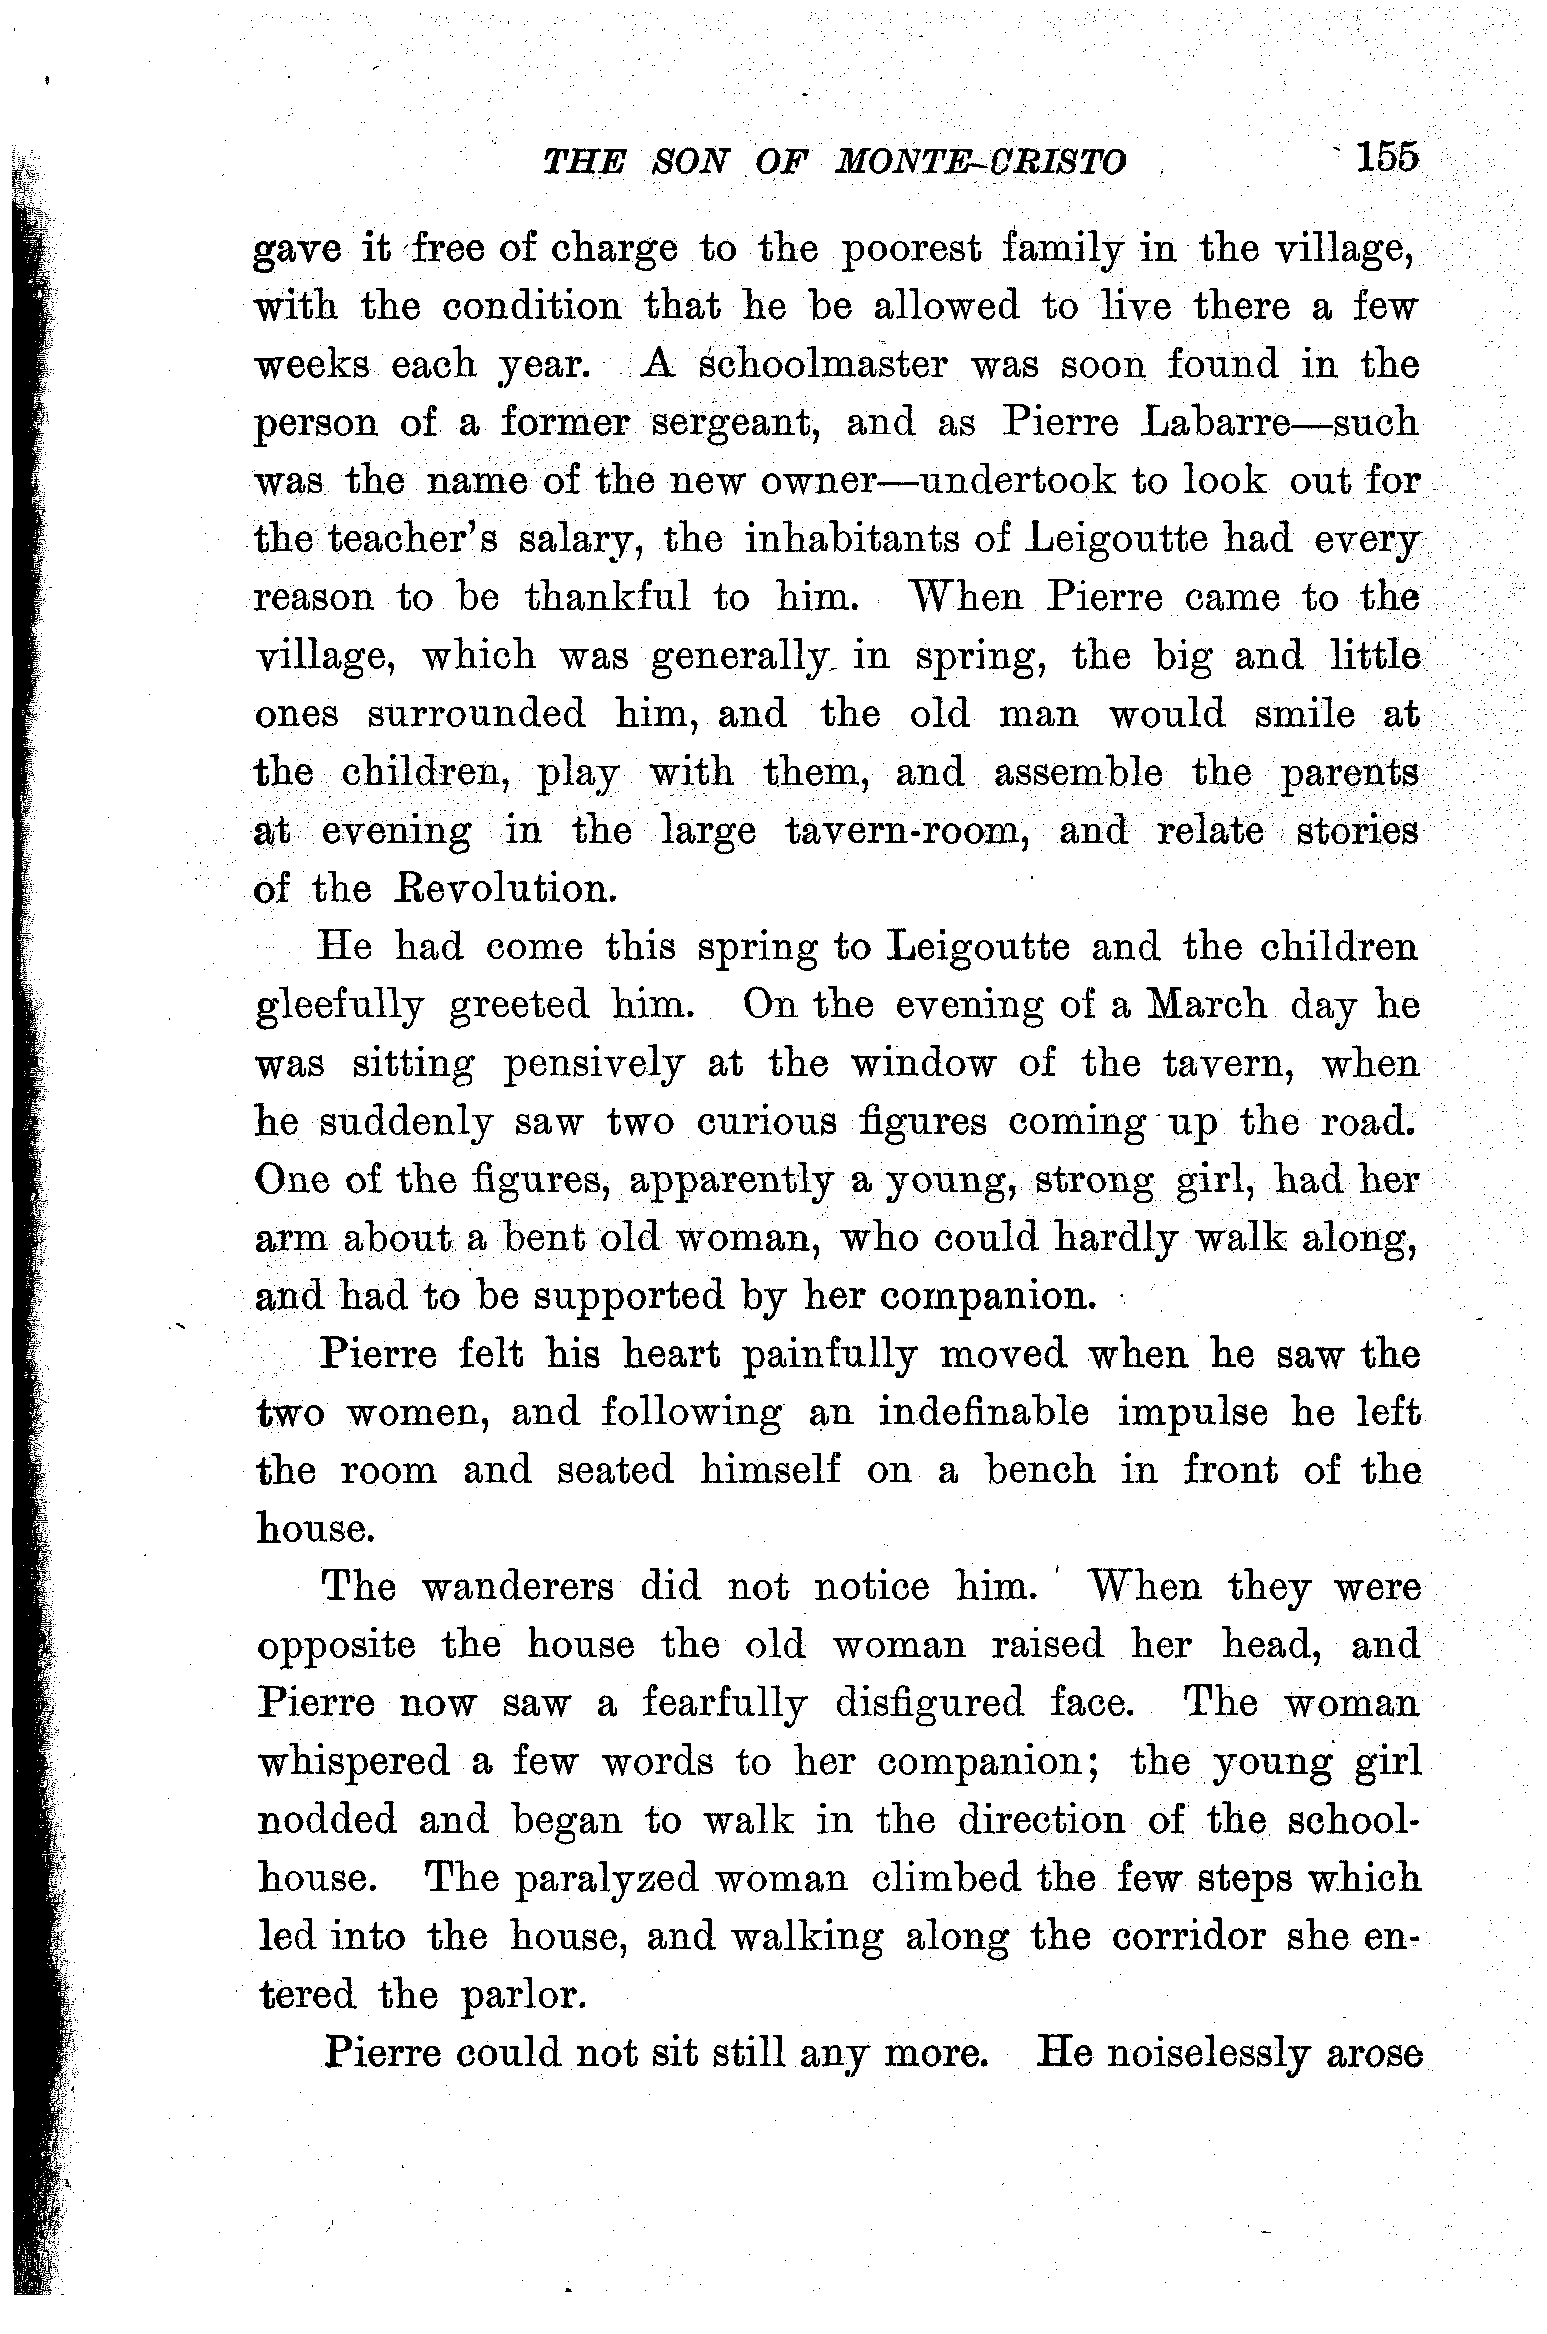 THE SON OF MONTE-CRISTO 155
gave it free of charge to the poorest family in the village,
with the condition that he be allowed to live there a few
weeks each year. A schoolmaster was soon found in the
person of a former sergeant, and as Pierre Labarre—such
was the name of the new owner—undertook to look out for
the teacher's salary, the inhabitants of Leigoutte had every
reason to be thankful to him. When Pierre came to the
village, which was generally in spring, the big and little
ones surrounded him, and the old man would smile at
the children, play with them, and assemble the parents
at evening in the large tavern-room, and relate stories
of the Revolution.
He had come this spring to Leigoutte and the children
gleefully greeted him. On the evening of a March day he
was sitting pensively at the window of the tavern, when
he suddenly saw two curious figures coming up the road.
One of the figures, apparently a young, strong girl, had her
arm about a bent old woman, who could hardly walk along,
and had to be supported by her companion.
Pierre felt his heart painfully moved when he saw the
two women, and following an indefinable impulse he left
the room and seated himself on a bench in front of the
house.
The wanderers did not notice him. When they were
opposite the house the old woman raised her head, and
Pierre now saw a fearfully disfigured face. The woman
whispered a few words to her companion; the young girl
nodded and began to walk in the direction of the school-
house. The paralyzed woman climbed the few steps which
led into the house, and walking along the corridor she en-
tered the parlor.
Pierre could not sit still any more. He noiselessly arose